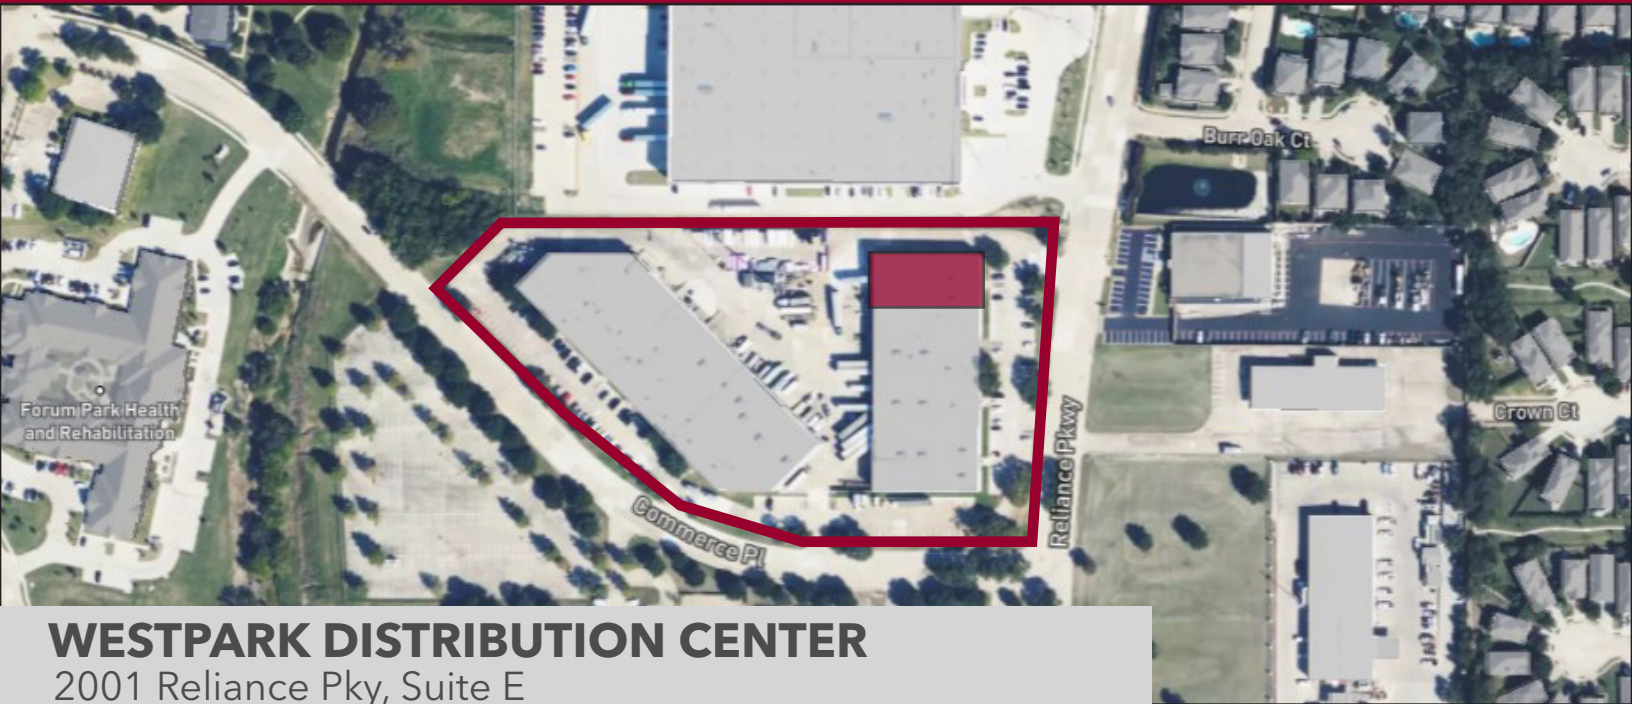 Burr Oak Ct
Forum Park Health
and Rehabilitation
Crown Ct
Reliance Pkwy
Commerce Pl
WESTPARK DISTRIBUTION CENTER
2001 Reliance Pky, Suite E